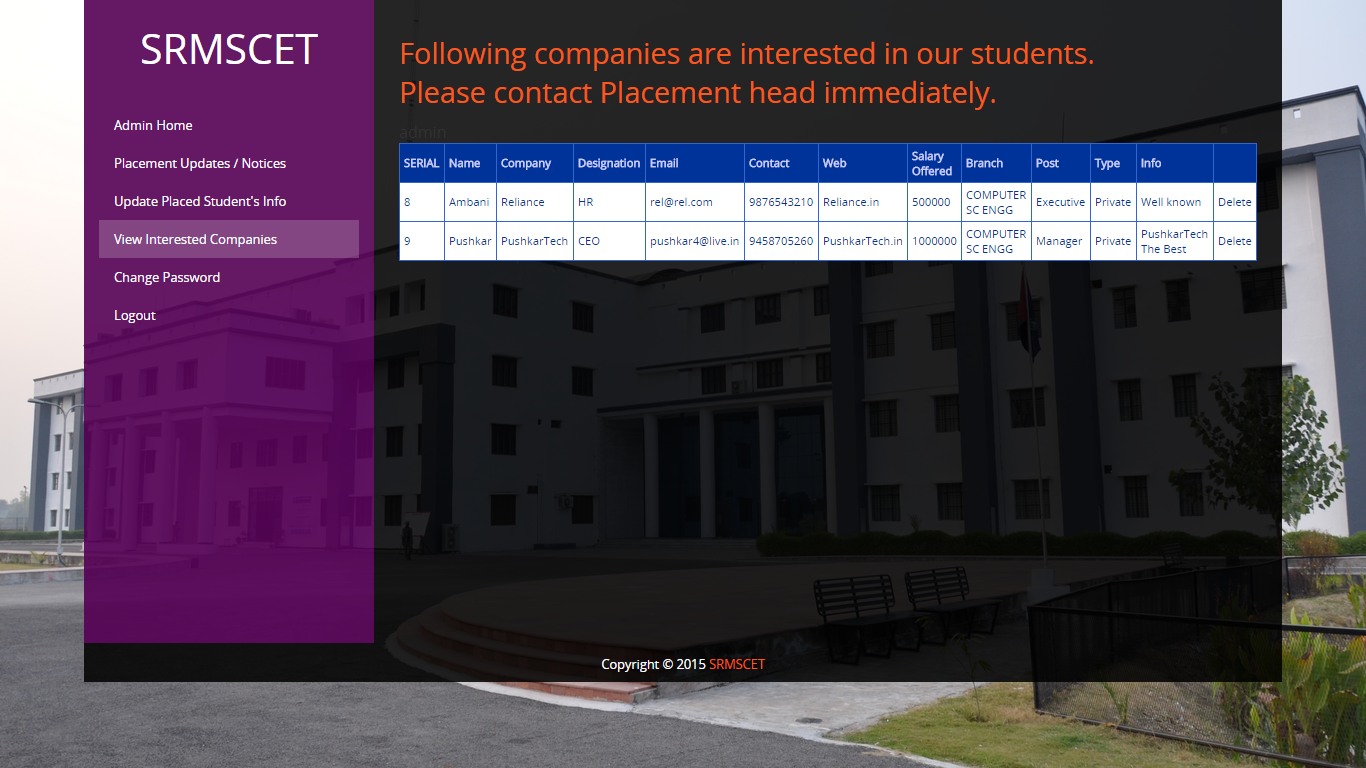 SRMSCET
Admin Home
Placement Updates / Notices
Update Placed Student's Info
View Interested Companies
Change Password
Logout
Following companies are interested in our students.
Please contact Placement head immediately.
admin
SERIAL Name Company Designation Email Contact Web Salary Offered Branch Post Type Info
8 Ambani Reliance HR rel@rel.com 9876543210 Reliance.in 500000 COMPUTER SC ENGG Executive Private Well known Delete
9 Pushkar PushkarTech CEO pushkar4@live.in 9458705260 PushkarTech.in 1000000 COMPUTER SC ENGG Manager Private PushkarTech The Best Delete
Copyright © 2015 SRMSCET